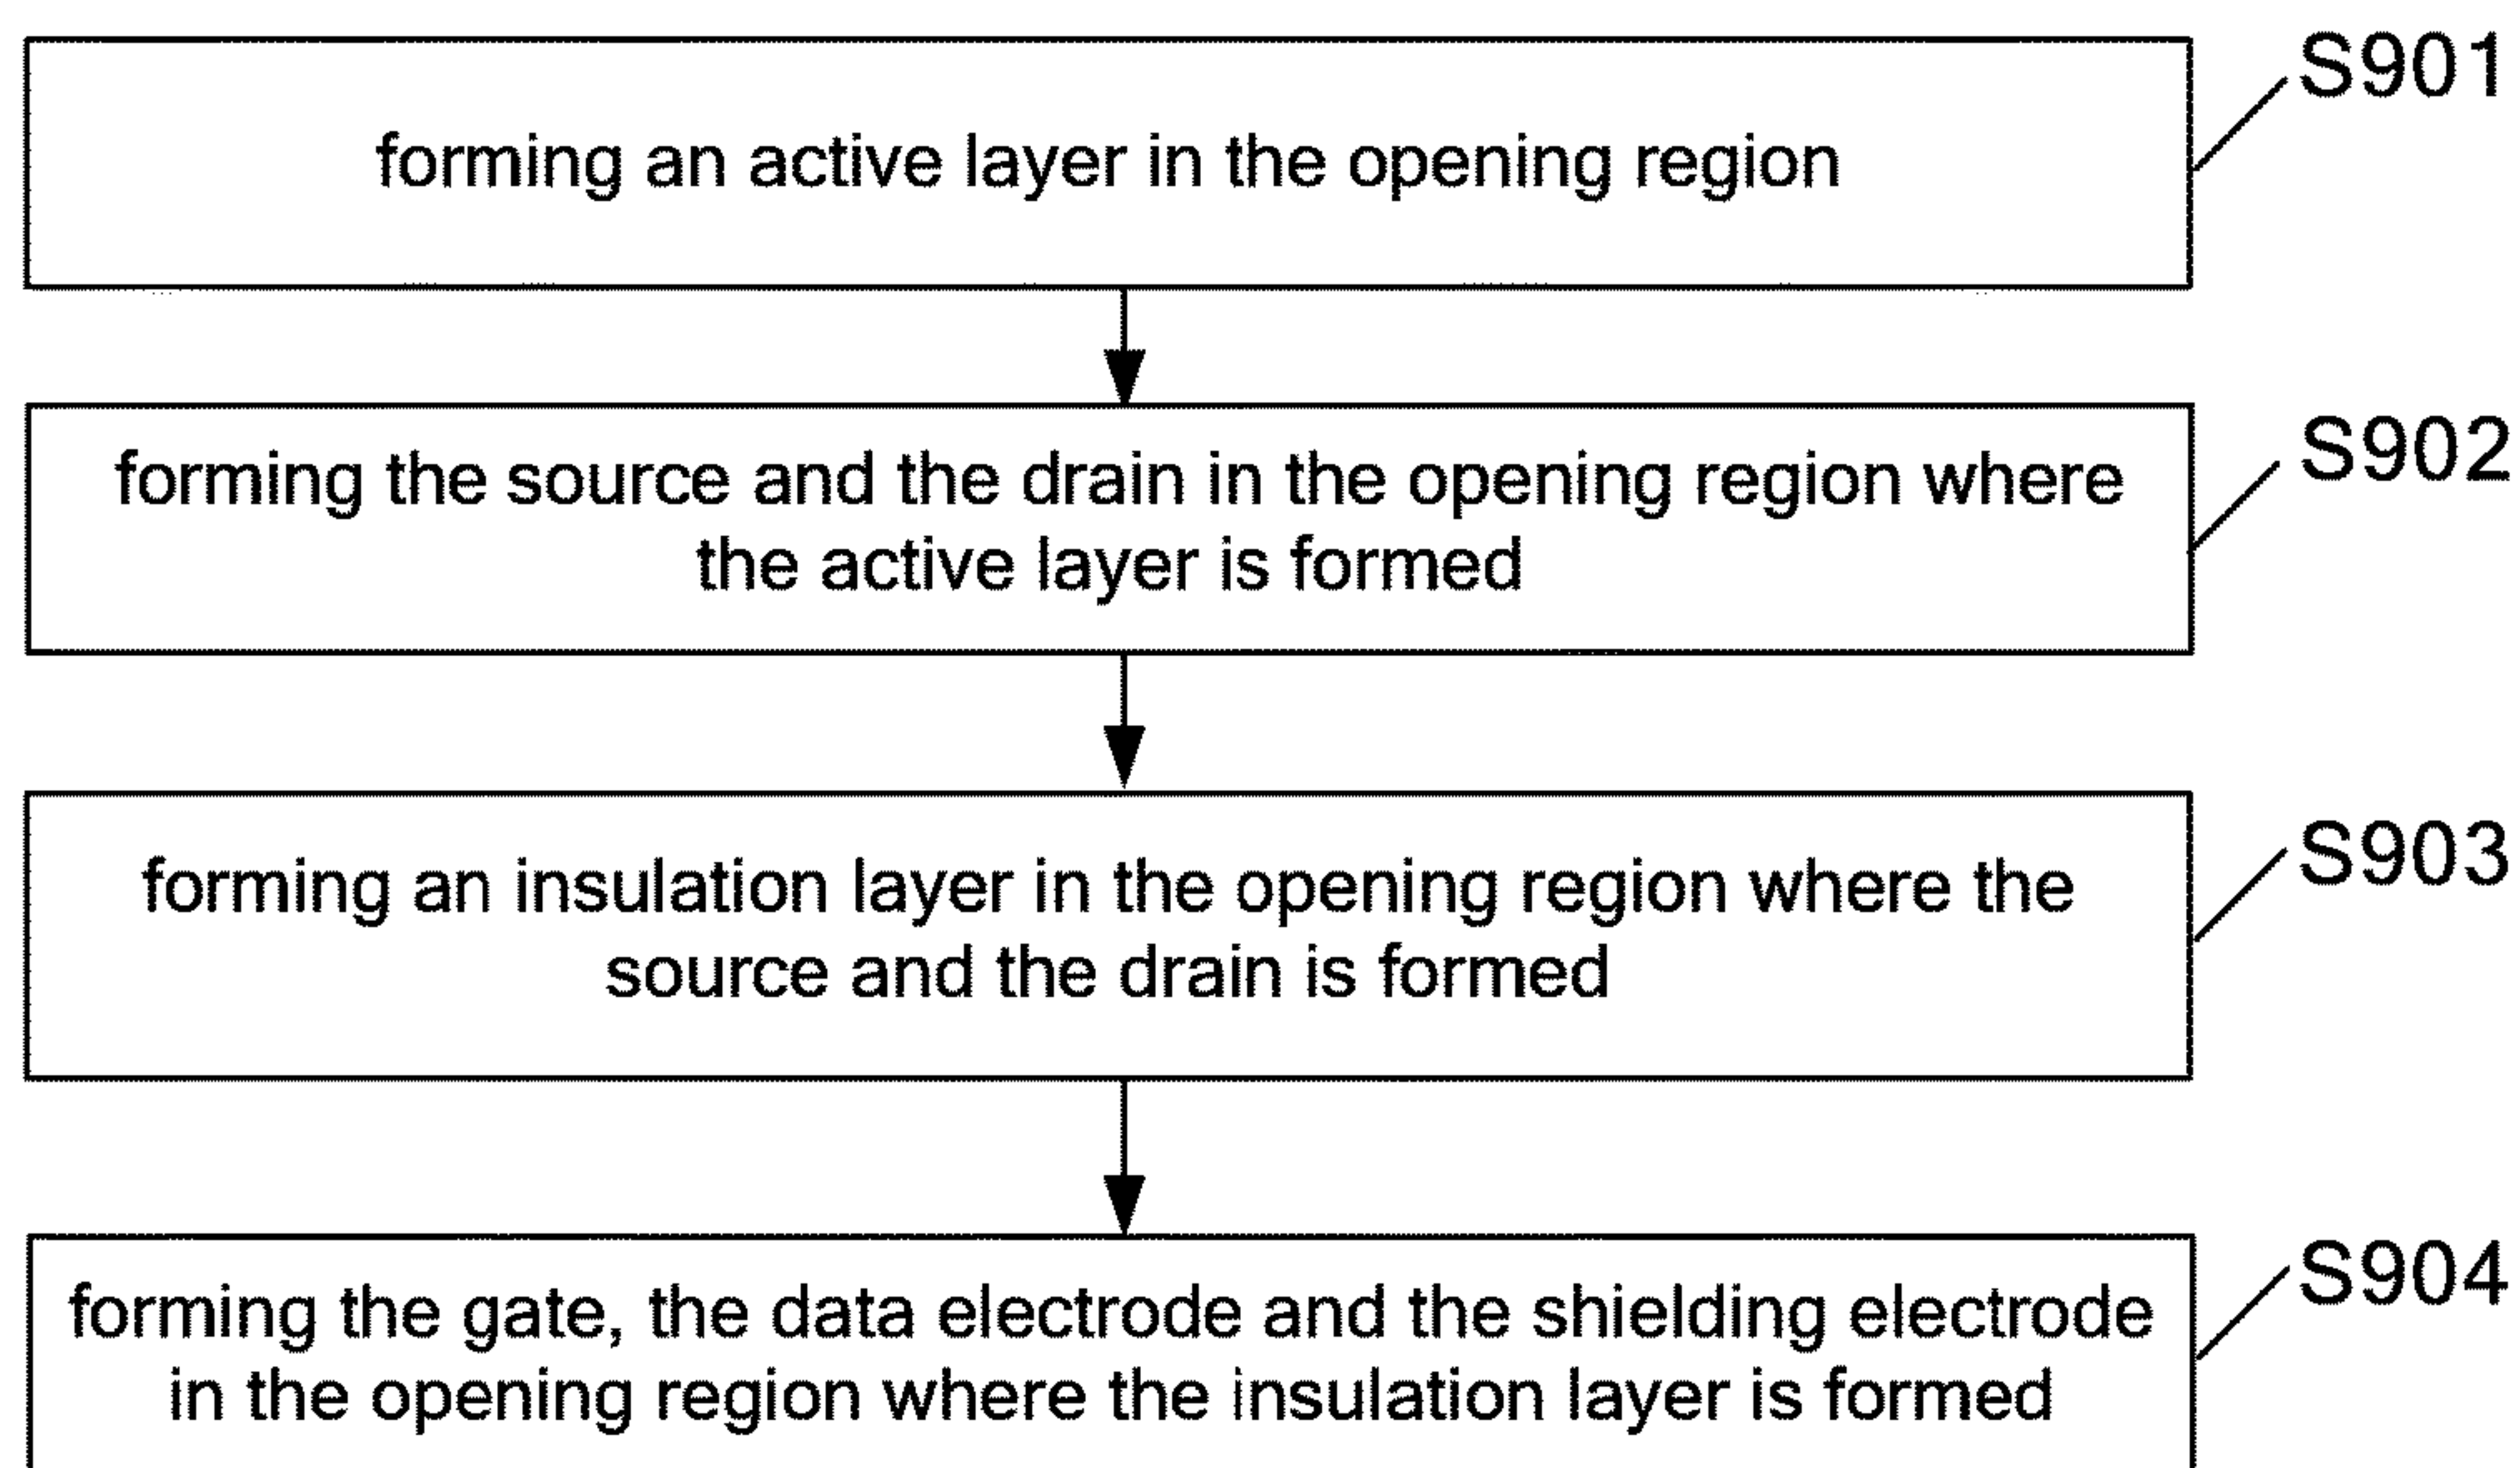 S901
forming an active layer in the opening region
S902
forming the source and the drain in the opening region where
the active layer is formed
S903
forming an insulation layer in the opening region where the
source and the drain is formed
S904
forming the gate, the data electrode and the shielding electrode
in the opening region where the insulation layer is formed